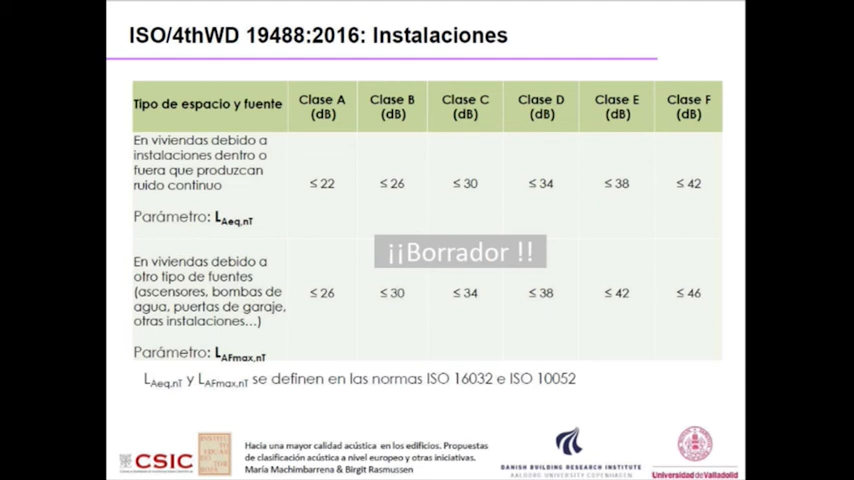 ISO/4thWD 19488:2016: Instalaciones
Tipo de espacio y fuente
Clase A
(dB)
Clase B
(dB)
Clase C
(dB)
Clase D
(dB)
Clase E
(dB)
Clase F
(dB)
En viviendas debido a
instalaciones dentro o
fuera que produzcan
ruido continuo
Parámetro: LAeq,nT
≤ 22
≤ 26
≤ 30
≤ 34
≤ 38
≤ 42
¡¡Borrador !!
En viviendas debido a
otro tipo de fuentes
(ascensores, bombas de
agua, puertas de garaje,
otras instalaciones...)
Parámetro: LAFmax,nT
≤ 26
≤ 30
≤ 34
≤ 38
≤ 42
≤ 46
LAeq,nT y LAFmax,nT se definen en las normas ISO 16032 e ISO 10052
CSIC
Hacia una mayor calidad acústica en los edificios. Propuestas
de clasificación acústica a nivel europeo y otras iniciativas.
María Machimbarrena & Birgit Rasmussen
DANISH BUILDING RESEARCH INSTITUTE
AALBORG UNIVERSITY COPENHAGEN
Universidad de Valladolid